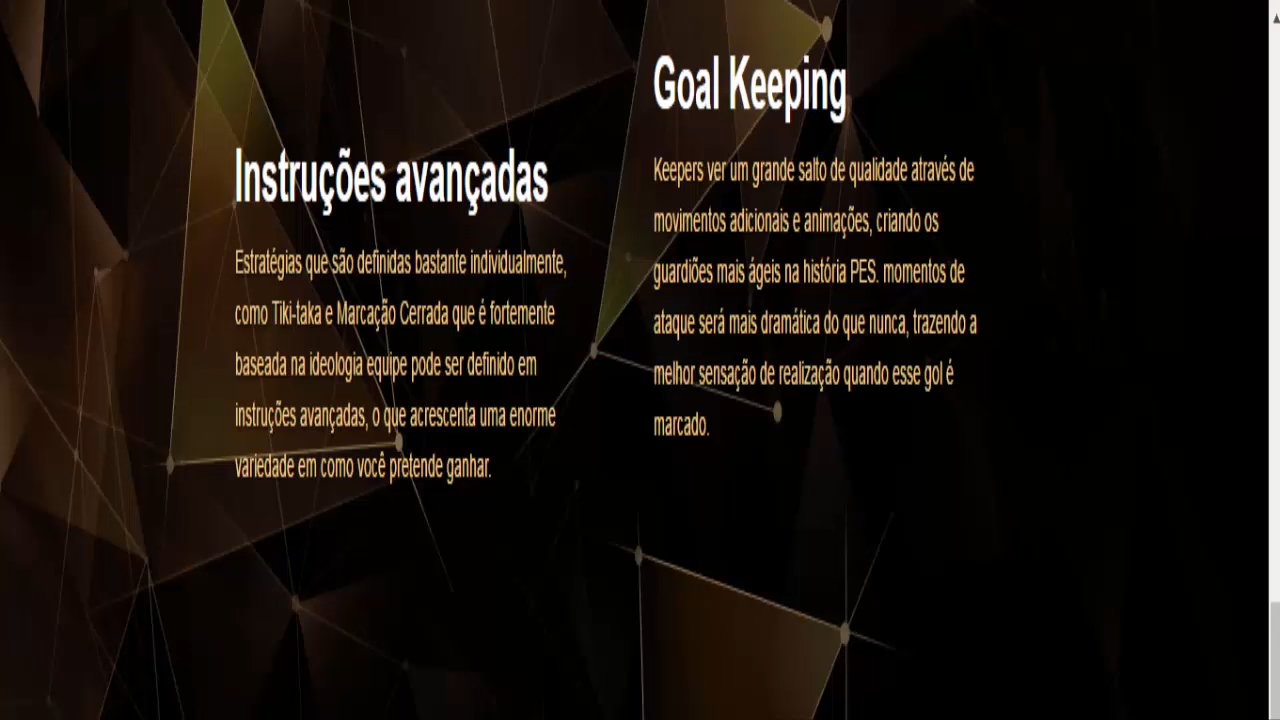 Instruções avançadas
Estratégias que são definidas bastante individualmente,
como Tiki-taka e Marcação Cerrada que é fortemente
baseada na ideologia equipe pode ser definido em
instruções avançadas, o que acrescenta uma enorme
variedade em como você pretende ganhar.
Goal Keeping
Keepers ver um grande salto de qualidade através de
movimentos adicionais e animações, criando os
guardiões mais ágeis na história PES. momentos de
ataque será mais dramática do que nunca, trazendo a
melhor sensação de realização quando esse gol é
marcado.